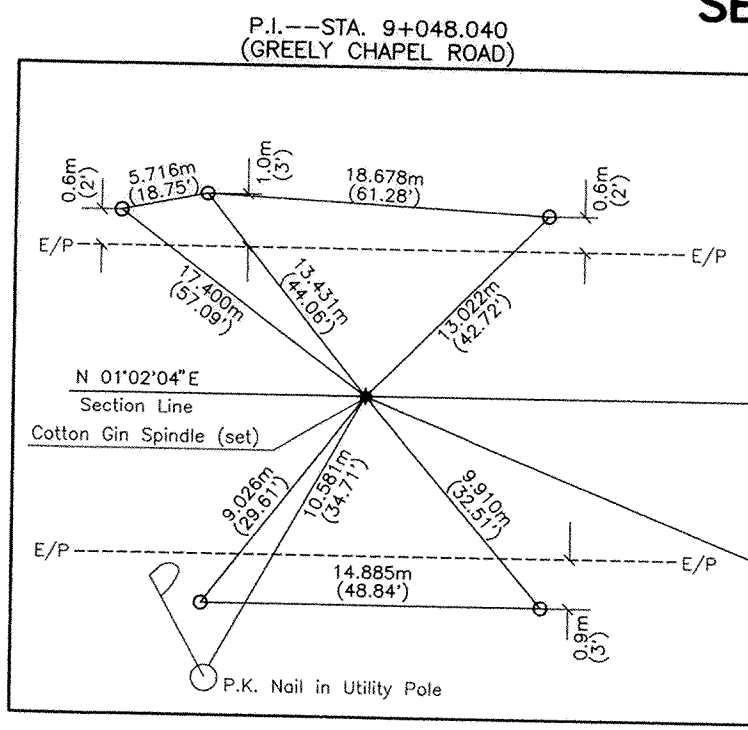 SE
P.I.--STA. 9+048.040
(GREELY CHAPEL ROAD)
0.6m
(2')
5.716m
(18.75')
1.0m
(3')
18.678m
(61.28')
0.6m
(2')
E/P
E/P
17.400m
(57.09')
13.431m
(44.06')
13.022m
(42.72')
N 01°02'04"E
Section Line
Cotton Gin Spindle (set)
9.026m
(29.61')
10.581m
(34.71')
9.910m
(32.51')
E/P
E/P
14.885m
(48.84')
0.9m
(3')
P.K. Nail in Utility Pole